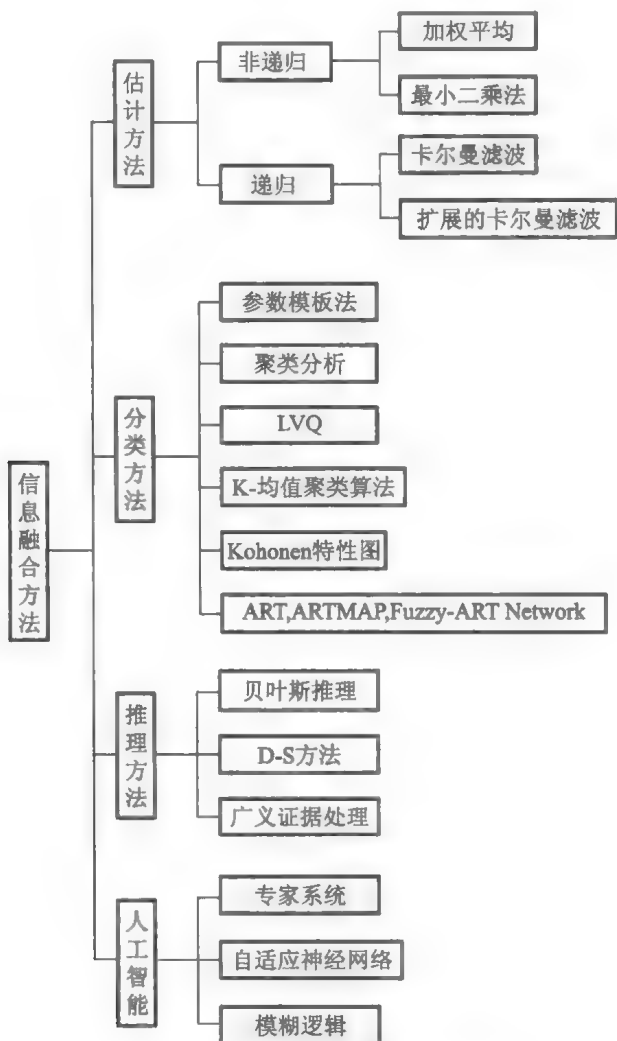 信息融合方法
估计方法
非递归
加权平均
最小二乘法
递归
卡尔曼滤波
扩展的卡尔曼滤波
分类方法
参数模板法
聚类分析
LVQ
K-均值聚类算法
Kohonen特性图
ART,ARTMAP,Fuzzy-ART Network
推理方法
贝叶斯推理
D-S方法
广义证据处理
人工智能
专家系统
自适应神经网络
模糊逻辑